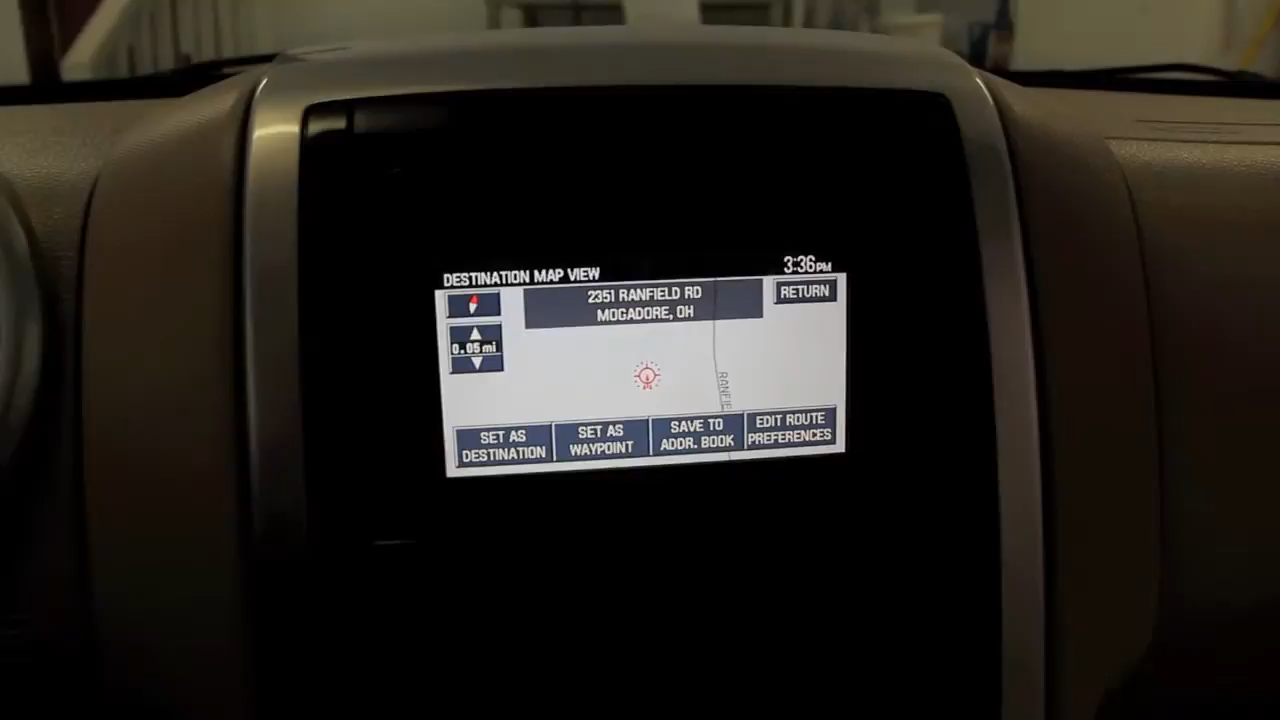 DESTINATION MAP VIEW
3:36PM
2351 RANFIELD RD
MOGADORE, OH
RETURN
0.05 mi
RANFIE
SET AS
DESTINATION
SET AS
WAYPOINT
SAVE TO
ADDR. BOOK
EDIT ROUTE
PREFERENCES